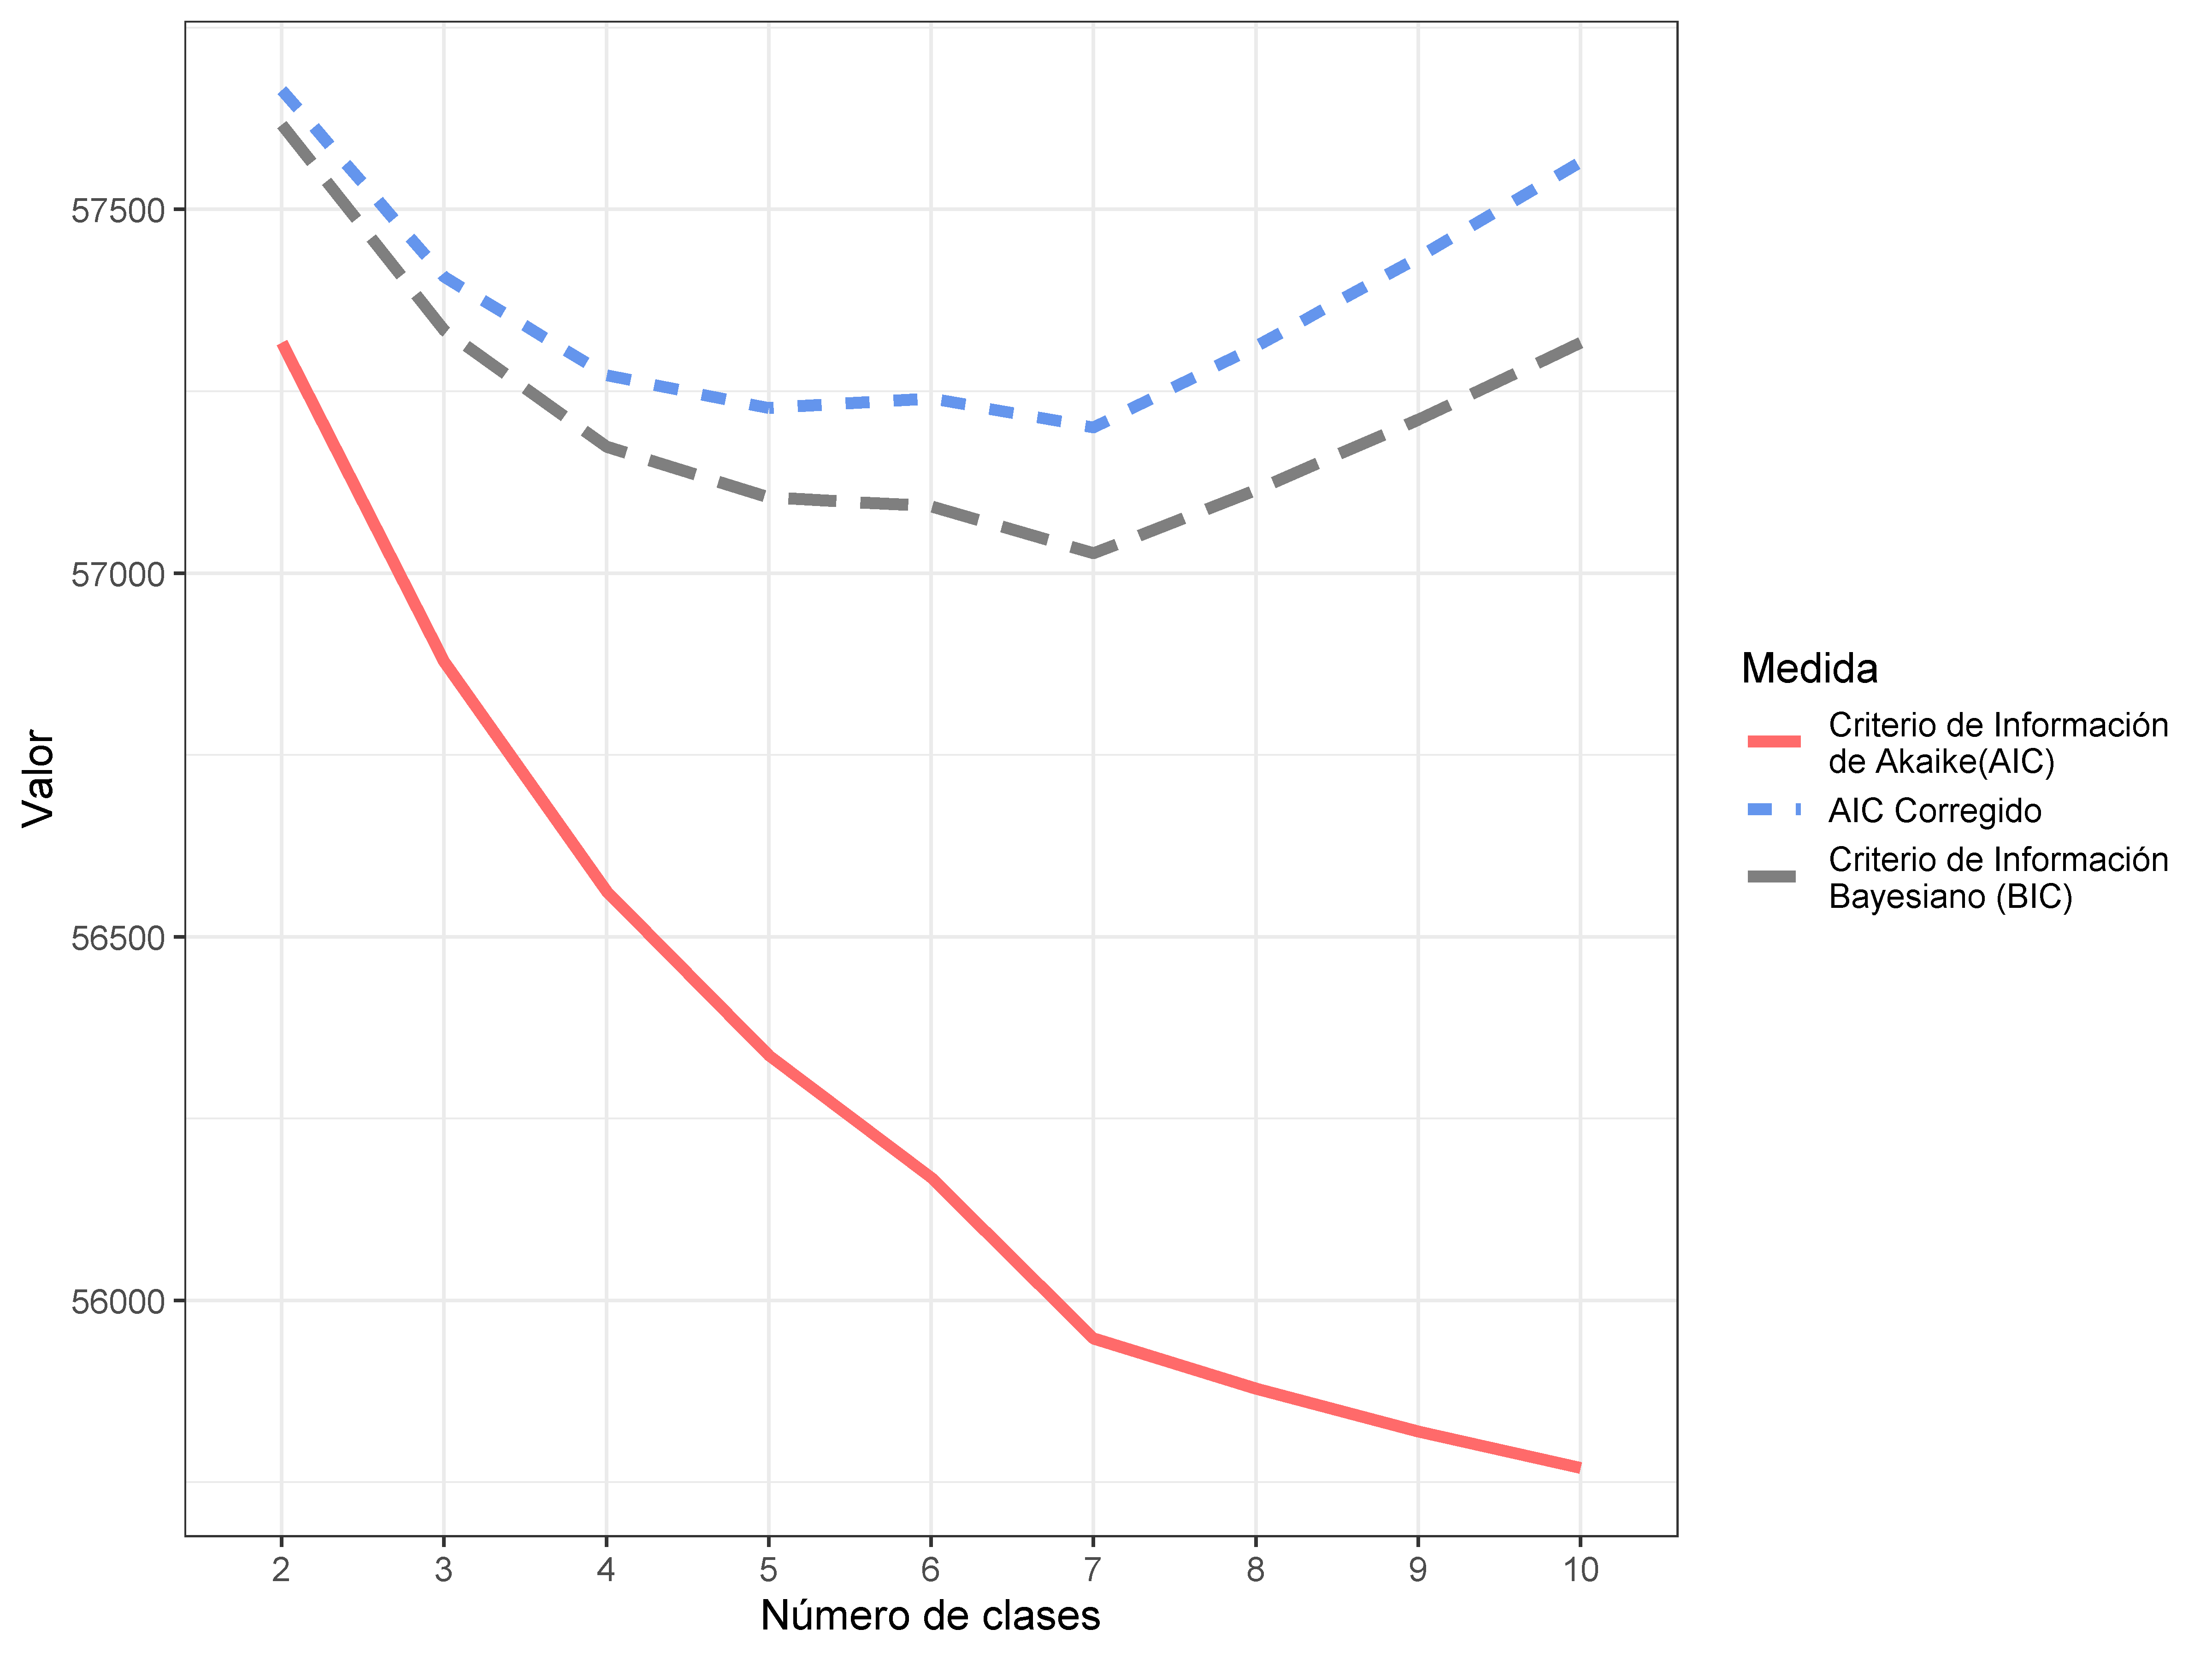 57500
57000
56500
56000
Valor
2 3 4 5 6 7 8 9 10
Número de clases
Medida
Criterio de Información
de Akaike(AIC)
AIC Corregido
Criterio de Información
Bayesiano (BIC)